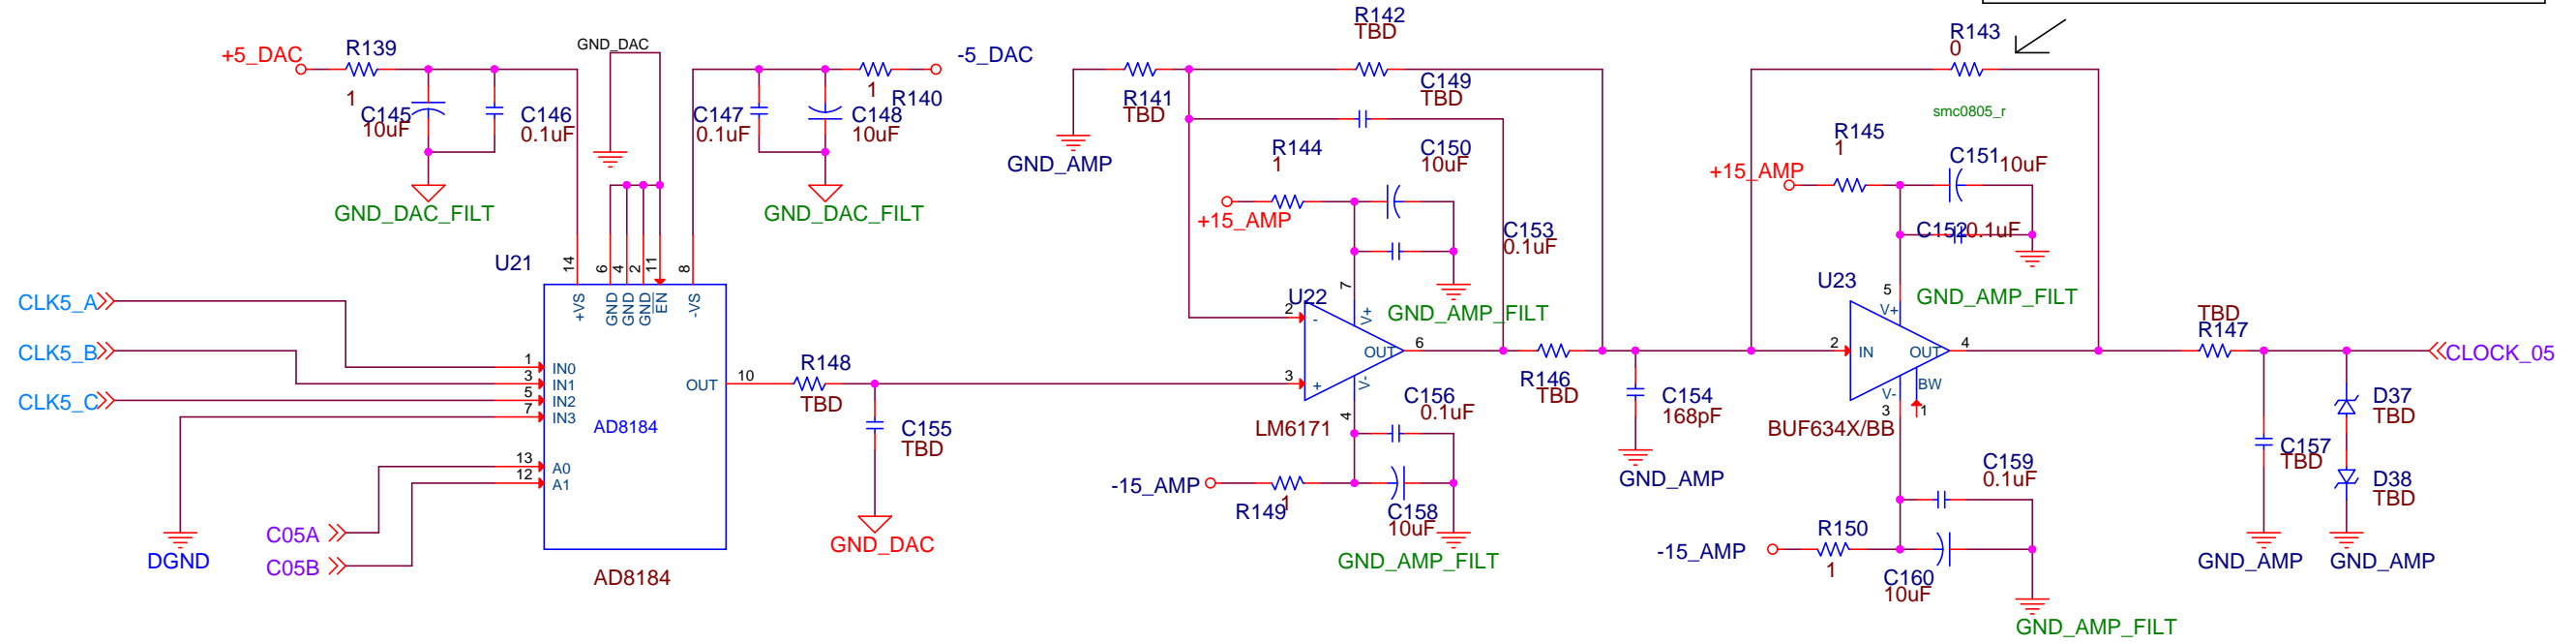 +5_DAC
R139
1
C145
10uF
C146
0.1uF
GND_DAC_FILT
GND_DAC
-5_DAC
1
R140
C147
0.1uF
C148
10uF
GND_DAC_FILT
U21
14
6
4
2
11
8
+VS
GND
GND
GND
EN
-VS
CLK5_A
CLK5_B
CLK5_C
1
3
5
7
IN0
IN1
IN2
IN3
13
12
A0
A1
AD8184
OUT
10
AD8184
DGND
C05A
C05B
R148
TBD
C155
TBD
GND_DAC
R142
TBD
R141
TBD
GND_AMP
C149
TBD
R144
1
+15_AMP
C150
10uF
C153
0.1uF
GND_AMP_FILT
U22
7
V+
2
-
3
+
OUT
6
V-
4
LM6171
C156
0.1uF
-15_AMP
R149
1
C158
10uF
GND_AMP_FILT
R146
TBD
C154
168pF
GND_AMP
R143
0
smc0805_r
R145
1
+15_AMP
C151
10uF
C152
0.1uF
GND_AMP_FILT
U23
5
V+
2
IN
OUT
4
BW
V-
3
1
BUF634X/BB
C159
0.1uF
-15_AMP
R150
1
C160
10uF
GND_AMP_FILT
TBD
R147
CLOCK_05
C157
TBD
D37
TBD
D38
TBD
GND_AMP
GND_AMP